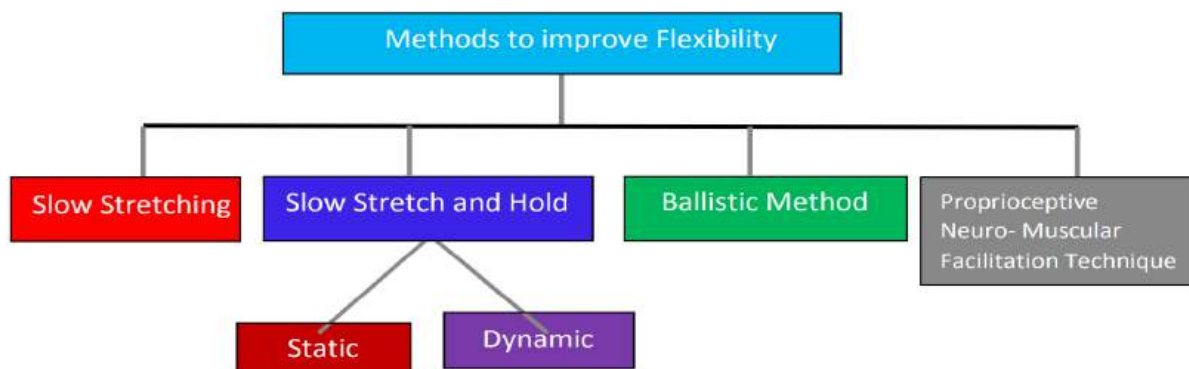 Methods to improve Flexibility
Slow Stretching
Slow Stretch and Hold
Ballistic Method
Proprioceptive
Neuro- Muscular
Facilitation Technique
Static
Dynamic